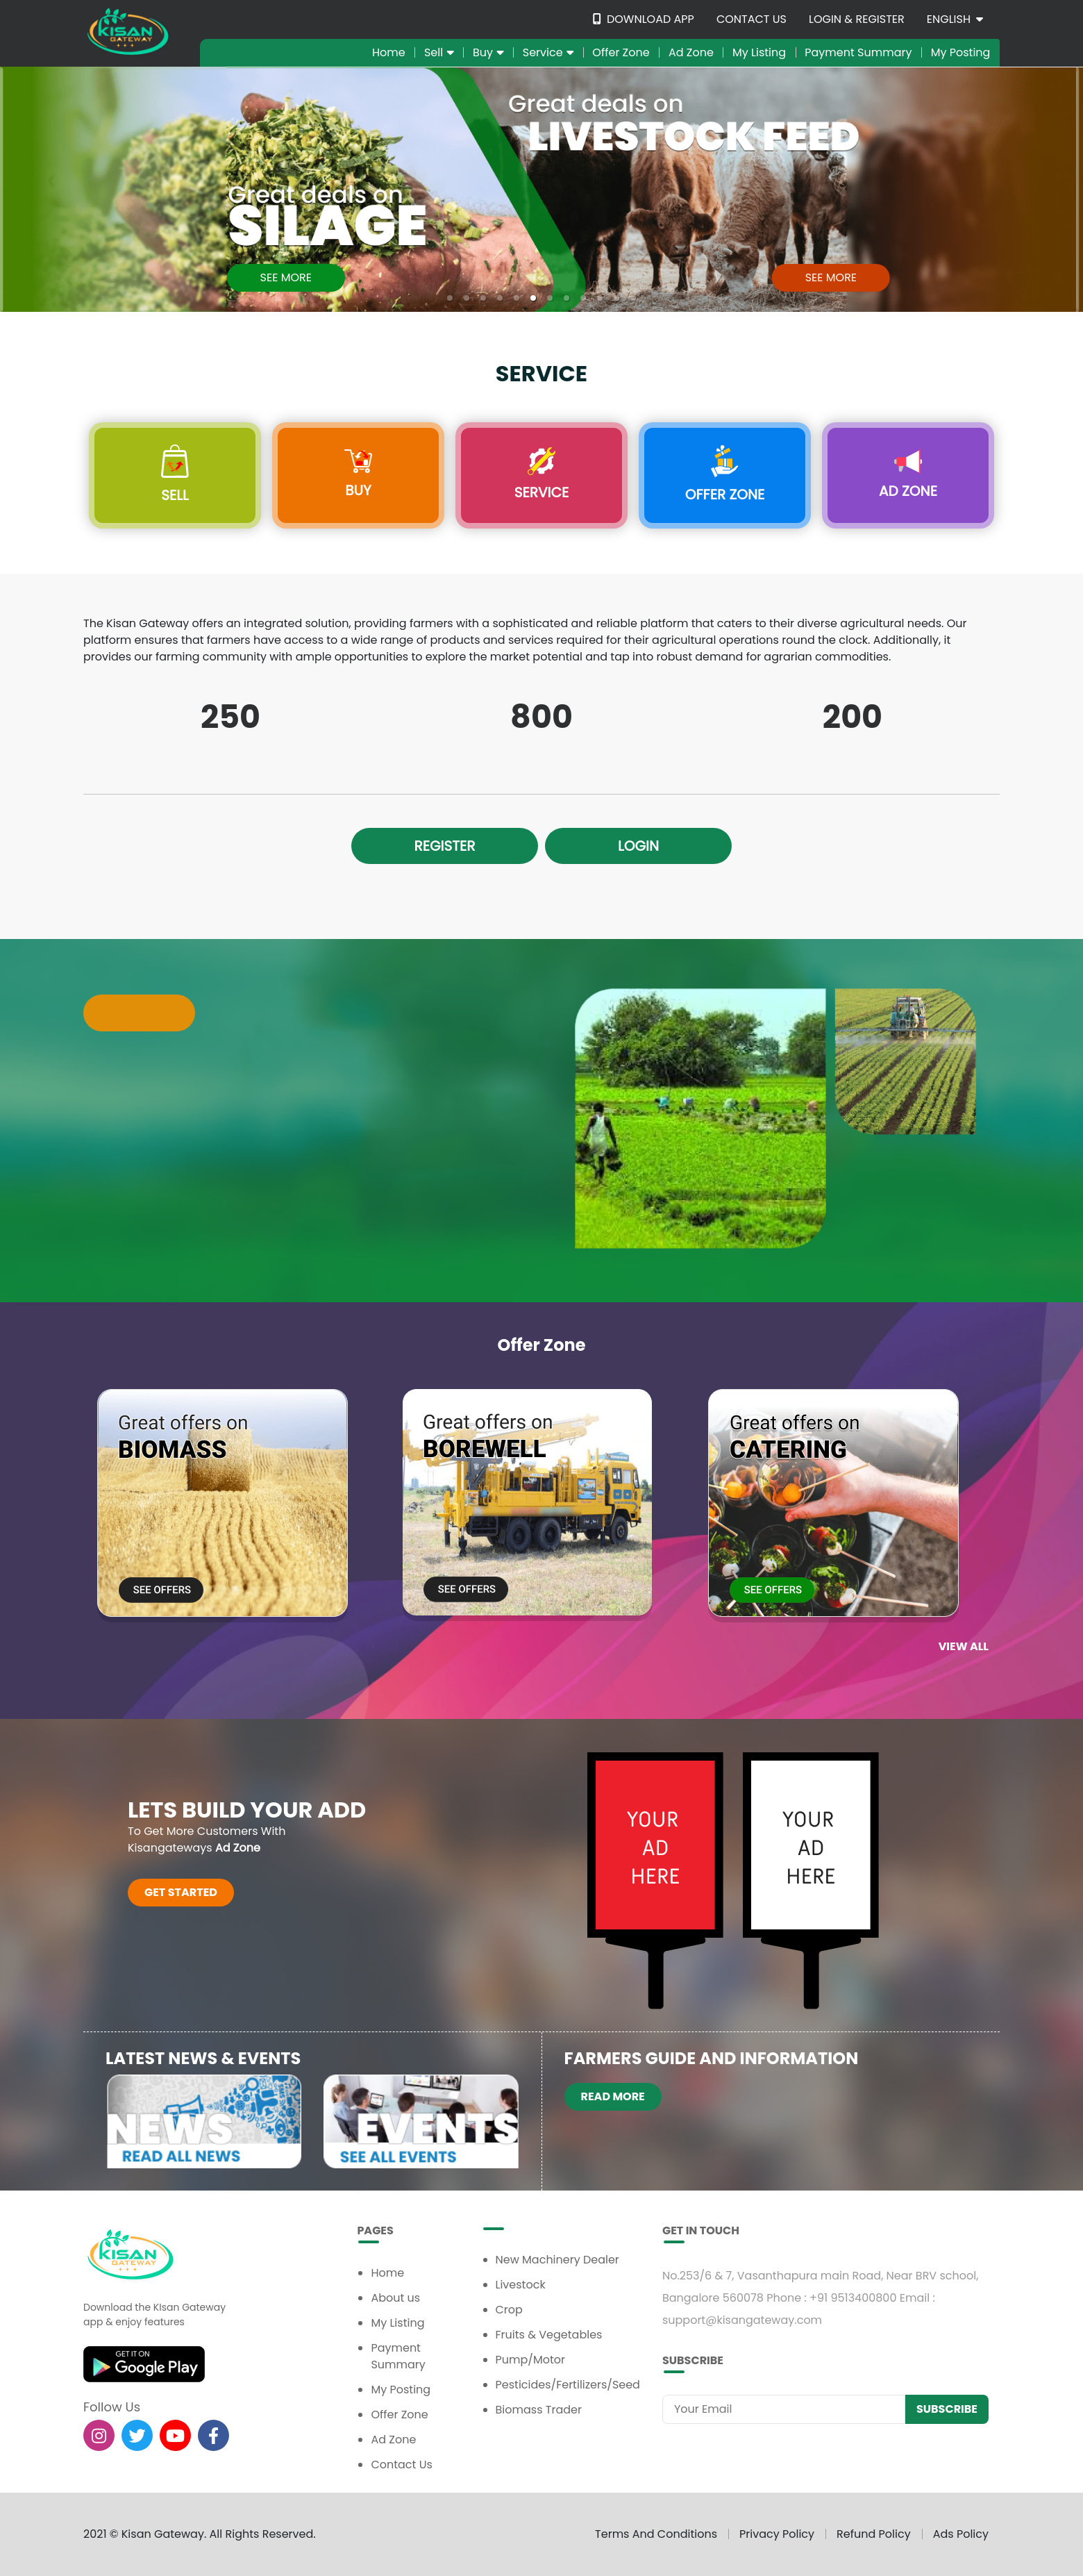 KISAN
GATEWAY
DOWNLOAD APP
CONTACT US
LOGIN & REGISTER
ENGLISH
Home
Sell
Buy
Service
Offer Zone
Ad Zone
My Listing
Payment Summary
My Posting
Great deals on
LIVESTOCK FEED
Great deals on
SILAGE
SEE MORE
SEE MORE
SERVICE
SELL
BUY
SERVICE
OFFER ZONE
AD ZONE
The Kisan Gateway offers an integrated solution, providing farmers with a sophisticated and reliable platform that caters to their diverse agricultural needs. Our
platform ensures that farmers have access to a wide range of products and services required for their agricultural operations round the clock. Additionally, it
provides our farming community with ample opportunities to explore the market potential and tap into robust demand for agrarian commodities.
250
800
200
REGISTER
LOGIN
Offer Zone
Great offers on
BIOMASS
SEE OFFERS
Great offers on
BOREWELL
SEE OFFERS
Great offers on
CATERING
SEE OFFERS
VIEW ALL
LETS BUILD YOUR ADD
To Get More Customers With
Kisangateways Ad Zone
GET STARTED
YOUR
AD
HERE
YOUR
AD
HERE
LATEST NEWS & EVENTS
NEWS
READ ALL NEWS
EVENTS
SEE ALL EVENTS
FARMERS GUIDE AND INFORMATION
READ MORE
KISAN
GATEWAY
Download the KIsan Gateway
app & enjoy features
GET IT ON
Google Play
Follow Us
PAGES
Home
About us
My Listing
Payment
Summary
My Posting
Offer Zone
Ad Zone
Contact Us
New Machinery Dealer
Livestock
Crop
Fruits & Vegetables
Pump/Motor
Pesticides/Fertilizers/Seed
Biomass Trader
GET IN TOUCH
No.253/6 & 7, Vasanthapura main Road, Near BRV school,
Bangalore 560078 Phone : +91 9513400800 Email :
support@kisangateway.com
SUBSCRIBE
Your Email
SUBSCRIBE
2021 © Kisan Gateway. All Rights Reserved.
Terms And Conditions
Privacy Policy
Refund Policy
Ads Policy